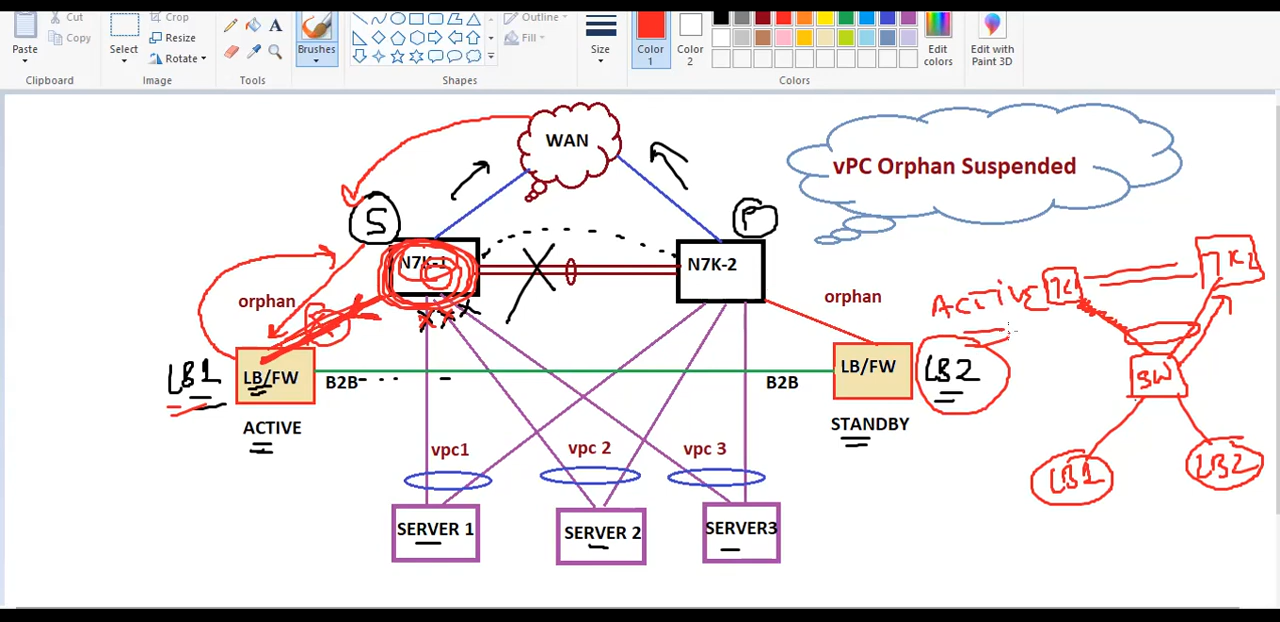 Paste
Copy
Clipboard
Select
Crop
Resize
Rotate
Image
A
Tools
Brushes
Outline
Fill
Shapes
Size
Color
1
Color
2
Edit
colors
Colors
Edit with
Paint 3D
WAN
vPC Orphan Suspended
S
P
N7K-1
N7K-2
orphan
orphan
ACTIVE
7K1
7K2
LB1
LB/FW
B2B
B2B
LB/FW
LB2
SW
ACTIVE
STANDBY
vpc1
vpc 2
vpc 3
LB1
LB2
SERVER 1
SERVER 2
SERVER3